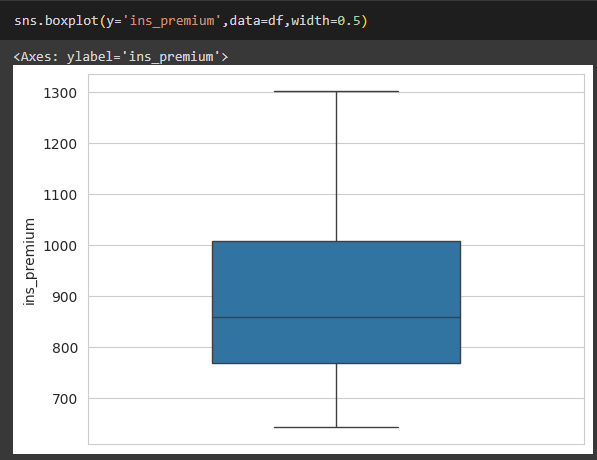 sns.boxplot(y='ins_premium',data=df,width=0.5)
<Axes: ylabel='ins_premium'>
1300
1200
1100
1000
900
800
700
ins_premium